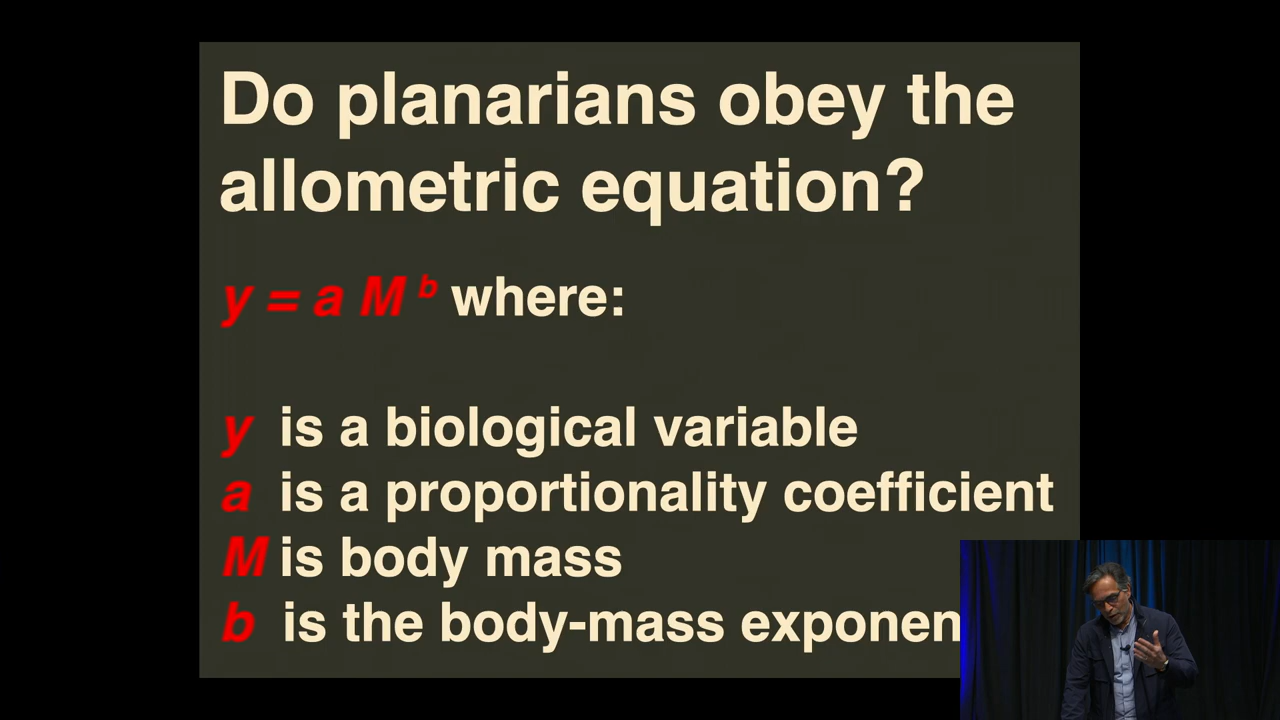 Do planarians obey the
allometric equation?
y = a M ᵇ where:
y is a biological variable
a is a proportionality coefficient
M is body mass
b is the body-mass exponen